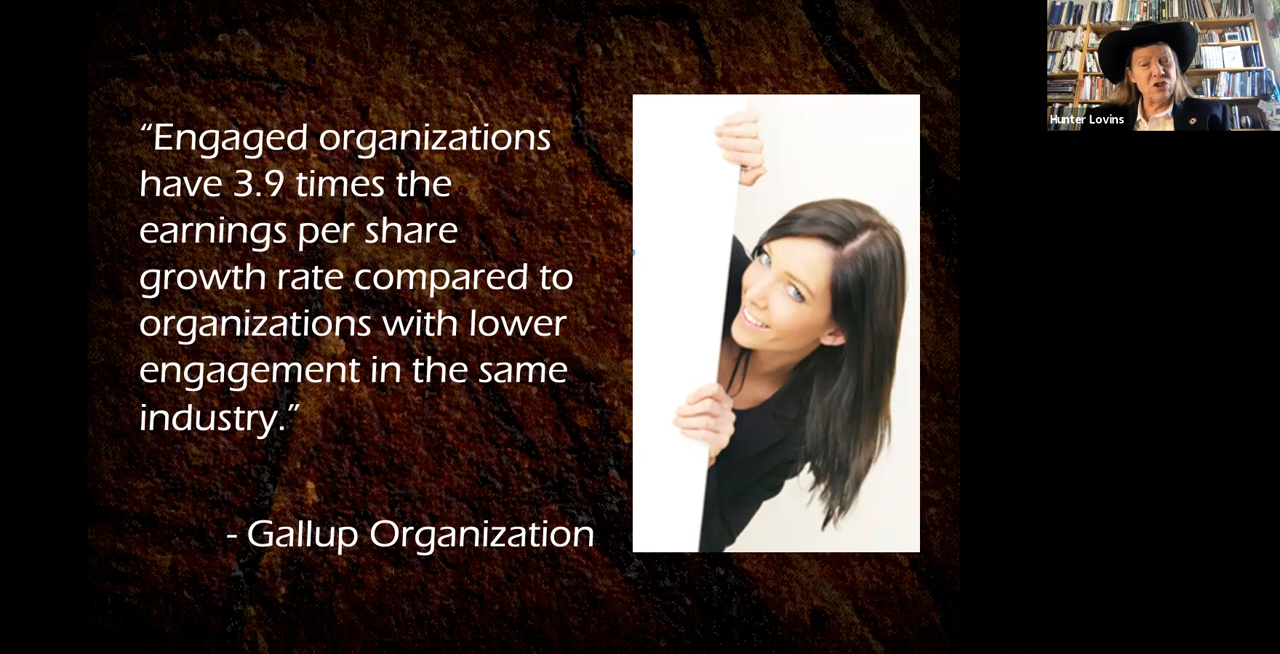 “Engaged organizations
have 3.9 times the
earnings per share
growth rate compared to
organizations with lower
engagement in the same
industry.”
- Gallup Organization
Hunter Lovins